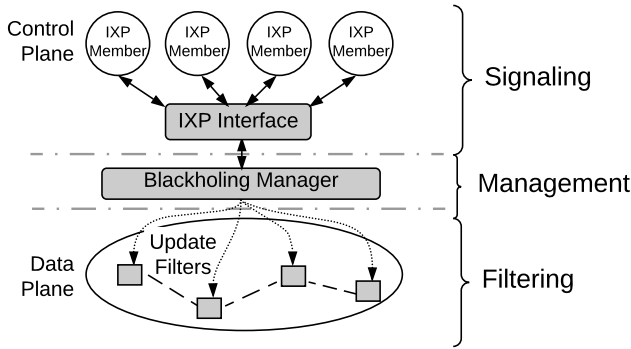 Control
Plane
IXP
Member
IXP
Member
IXP
Member
IXP
Member
Signaling
IXP Interface
Blackholing Manager
Management
Update
Filters
Data
Plane
Filtering